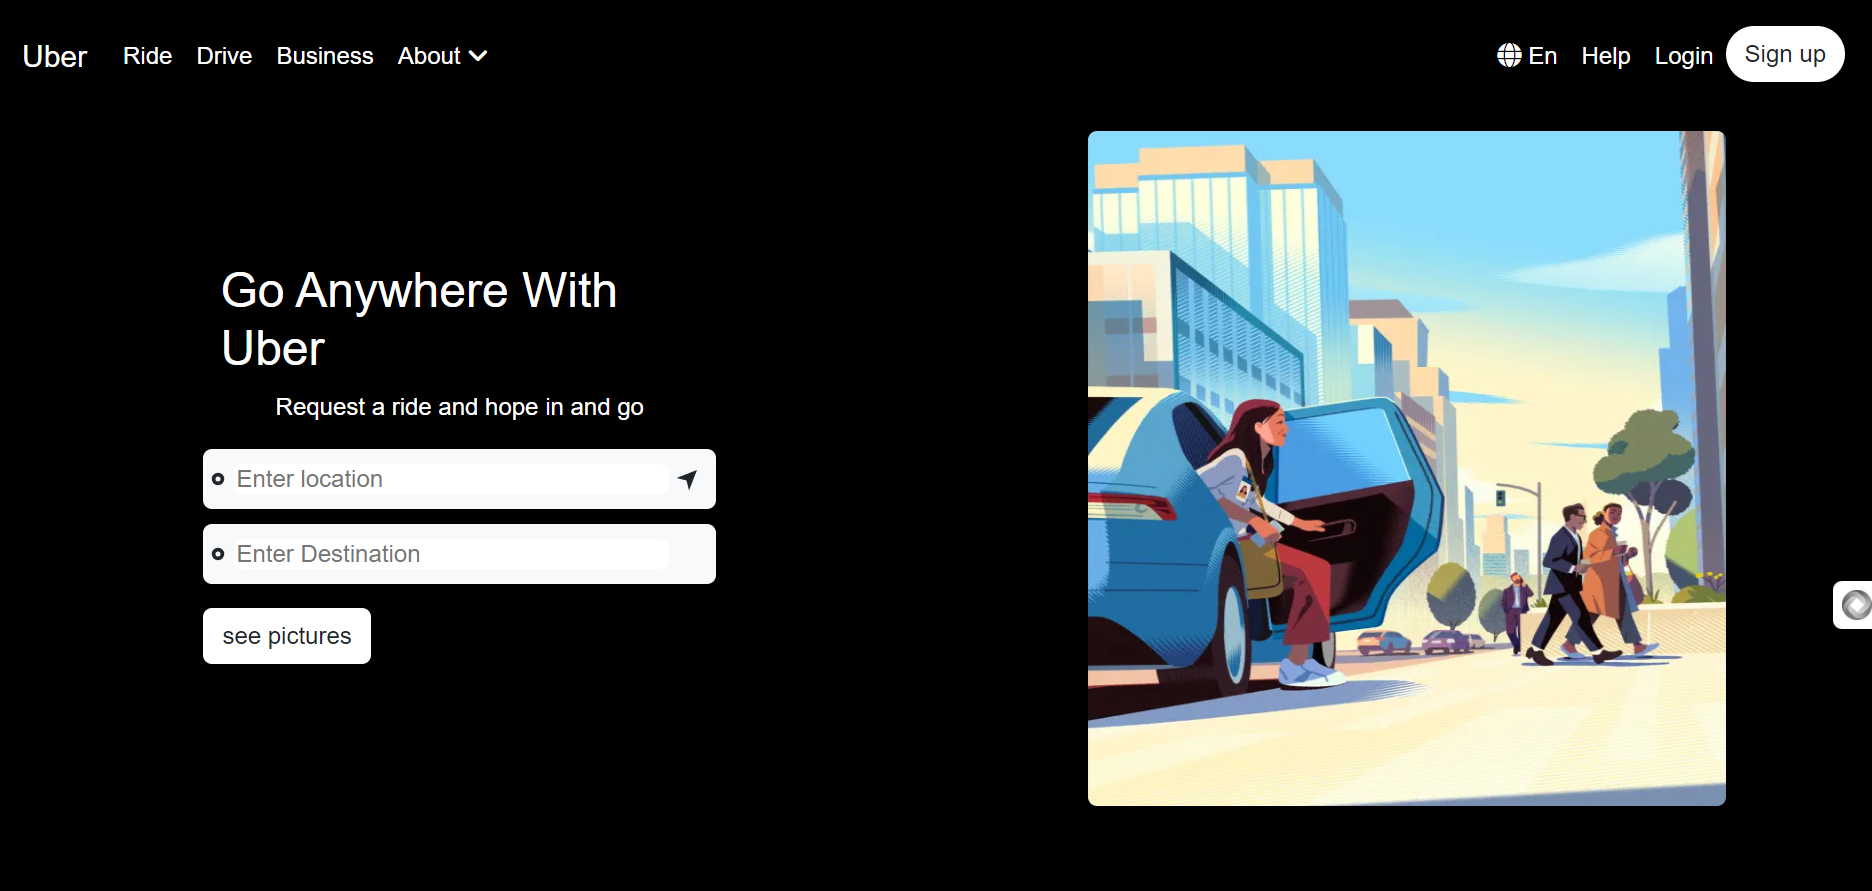 Uber Ride Drive Business About En Help Login Sign up
Go Anywhere With
Uber
Request a ride and hope in and go
Enter location
Enter Destination
see pictures